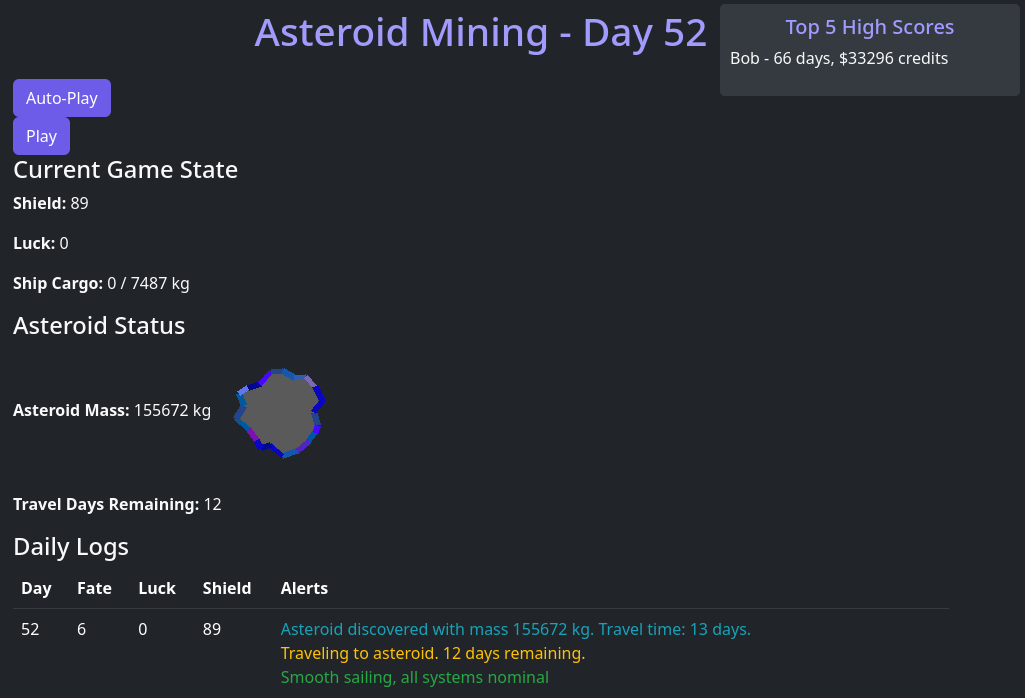 Asteroid Mining - Day 52
Top 5 High Scores
Bob - 66 days, $33296 credits
Auto-Play
Play
Current Game State
Shield: 89
Luck: 0
Ship Cargo: 0 / 7487 kg
Asteroid Status
Asteroid Mass: 155672 kg
Travel Days Remaining: 12
Daily Logs
Day Fate Luck Shield Alerts
52 6 0 89 Asteroid discovered with mass 155672 kg. Travel time: 13 days.
Traveling to asteroid. 12 days remaining.
Smooth sailing, all systems nominal